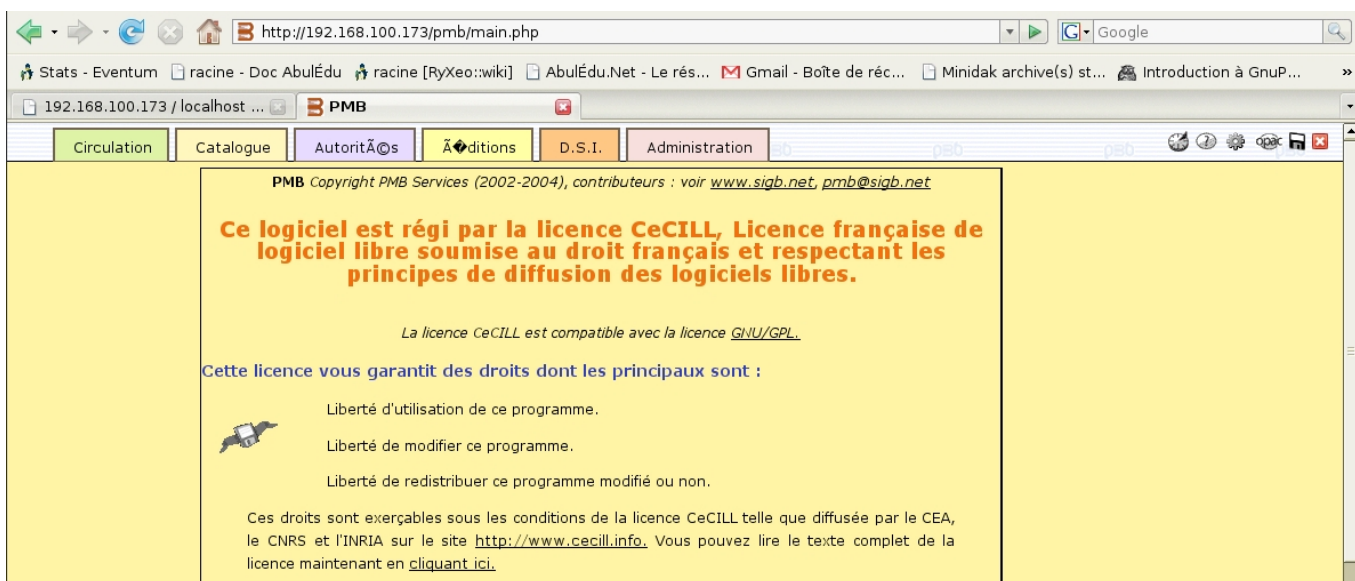 http://192.168.100.173/pmb/main.php
Google
Stats - Eventum racine - Doc AbulÉdu racine [RyXeo::wiki] AbulÉdu.Net - Le rés... Gmail - Boîte de réc... Minidak archive(s) st... Introduction à GnuP... »
192.168.100.173 / localhost ... PMB
Circulation Catalogue AutoritÃ©s Ã�ditions D.S.I. Administration opac
PMB Copyright PMB Services (2002-2004), contributeurs : voir www.sigb.net, pmb@sigb.net
Ce logiciel est régi par la licence CeCILL, Licence française de
logiciel libre soumise au droit français et respectant les
principes de diffusion des logiciels libres.
La licence CeCILL est compatible avec la licence GNU/GPL.
Cette licence vous garantit des droits dont les principaux sont :
Liberté d'utilisation de ce programme.
Liberté de modifier ce programme.
Liberté de redistribuer ce programme modifié ou non.
Ces droits sont exerçables sous les conditions de la licence CeCILL telle que diffusée par le CEA,
le CNRS et l'INRIA sur le site http://www.cecill.info. Vous pouvez lire le texte complet de la
licence maintenant en cliquant ici.